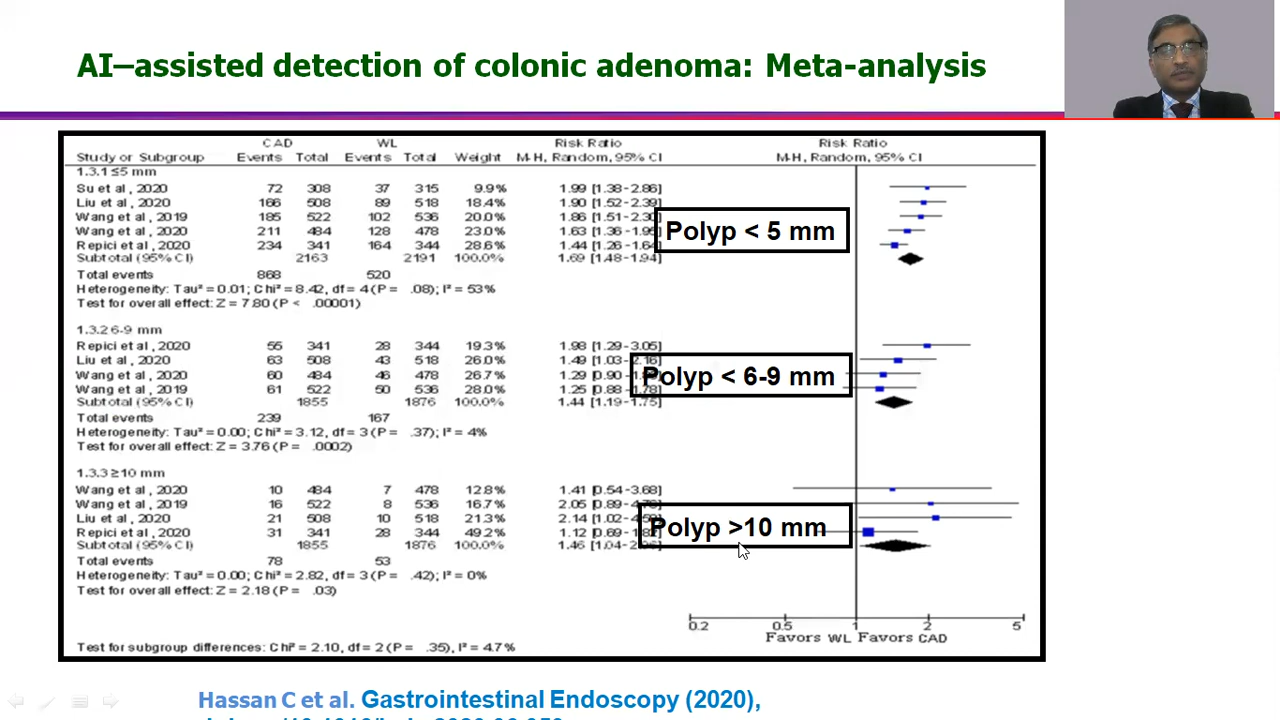 AI–assisted detection of colonic adenoma: Meta-analysis
CAD WL Risk Ratio Risk Ratio
Study or Subgroup Events Total Events Total Weight M-H, Random, 95% CI M-H, Random, 95% CI
1.3.1 ≤5 mm
Su et al, 2020 72 308 37 315 9.9% 1.99 [1.38-2.86]
Liu et al, 2020 166 508 89 518 18.4% 1.90 [1.52-2.39]
Wang et al, 2019 185 522 102 536 20.0% 1.86 [1.51-2.30]
Wang et al, 2020 211 484 128 478 23.0% 1.63 [1.36-1.95]
Polyp < 5 mm
Repici et al, 2020 234 341 164 344 28.6% 1.44 [1.26-1.64]
Subtotal (95% CI) 2163 2191 100.0% 1.69 [1.48-1.94]
Total events 868 520
Heterogeneity: Tau² = 0.01; Chi² = 8.42, df = 4 (P = .08); I² = 53%
Test for overall effect: Z = 7.80 (P < .00001)
1.3.2 6-9 mm
Repici et al, 2020 55 341 28 344 19.3% 1.98 [1.29-3.05]
Liu et al, 2020 63 508 43 518 26.0% 1.49 [1.03-2.16]
Wang et al, 2020 60 484 46 478 26.7% 1.29 [0.90-
Polyp < 6-9 mm
Wang et al, 2019 61 522 50 536 28.0% 1.25 [0.88-1.78]
Subtotal (95% CI) 1855 1876 100.0% 1.44 [1.19-1.75]
Total events 239 167
Heterogeneity: Tau² = 0.00; Chi² = 3.12, df = 3 (P = .37); I² = 4%
Test for overall effect: Z = 3.76 (P = .0002)
1.3.3 ≥10 mm
Wang et al, 2020 10 484 7 478 12.8% 1.41 [0.54-3.68]
Wang et al, 2019 16 522 8 536 16.7% 2.05 [0.89-
Liu et al, 2020 21 508 10 518 21.3% 2.14 [1.02-
Polyp >10 mm
Repici et al, 2020 31 341 28 344 49.2% 1.12 [0.69-
Subtotal (95% CI) 1855 1876 100.0% 1.46 [1.04-
Total events 78 53
Heterogeneity: Tau² = 0.00; Chi² = 2.82, df = 3 (P = .42); I² = 0%
Test for overall effect: Z = 2.18 (P = .03)
0.2 0.5 1 2 5
Favors WL Favors CAD
Test for subgroup differences: Chi² = 2.10, df = 2 (P = .35), I² = 4.7%
Hassan C et al. Gastrointestinal Endoscopy (2020),